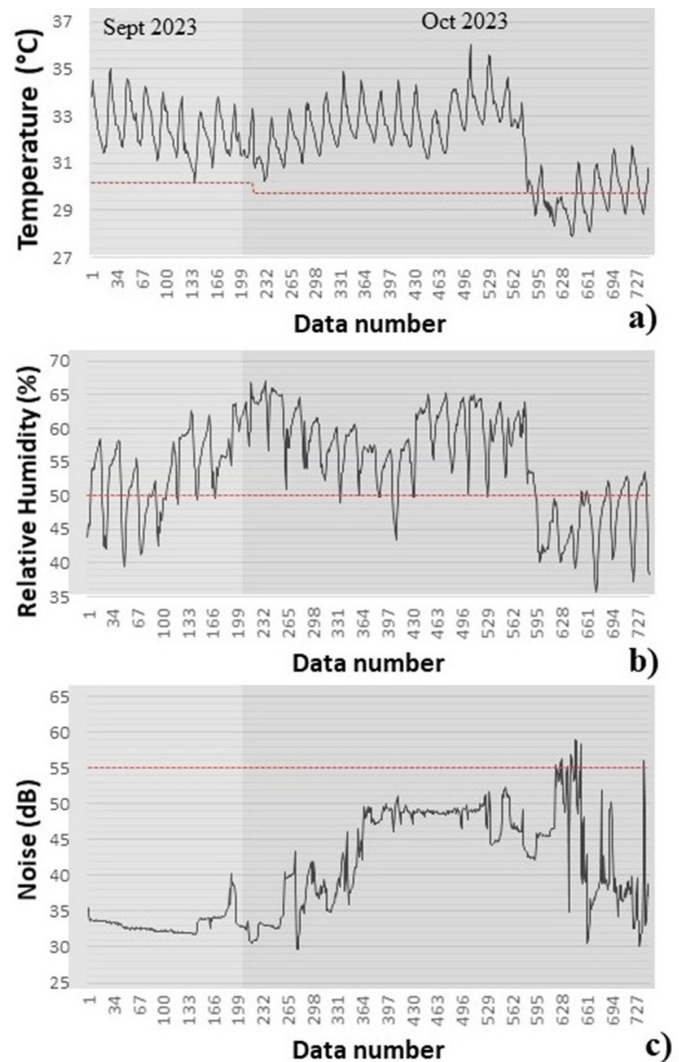 Sept 2023 Oct 2023
Temperature (°C)
37
35
33
31
29
27
1 34 67 100 133 166 199 232 265 298 331 364 397 430 463 496 529 562 595 628 661 694 727
Data number
a)
Relative Humidity (%)
70
65
60
55
50
45
40
35
1 34 67 100 133 166 199 232 265 298 331 364 397 430 463 496 529 562 595 628 661 694 727
Data number
b)
Noise (dB)
65
60
55
50
45
40
35
30
25
1 34 67 100 133 166 199 232 265 298 331 364 397 430 463 496 529 562 595 628 661 694 727
Data number
c)